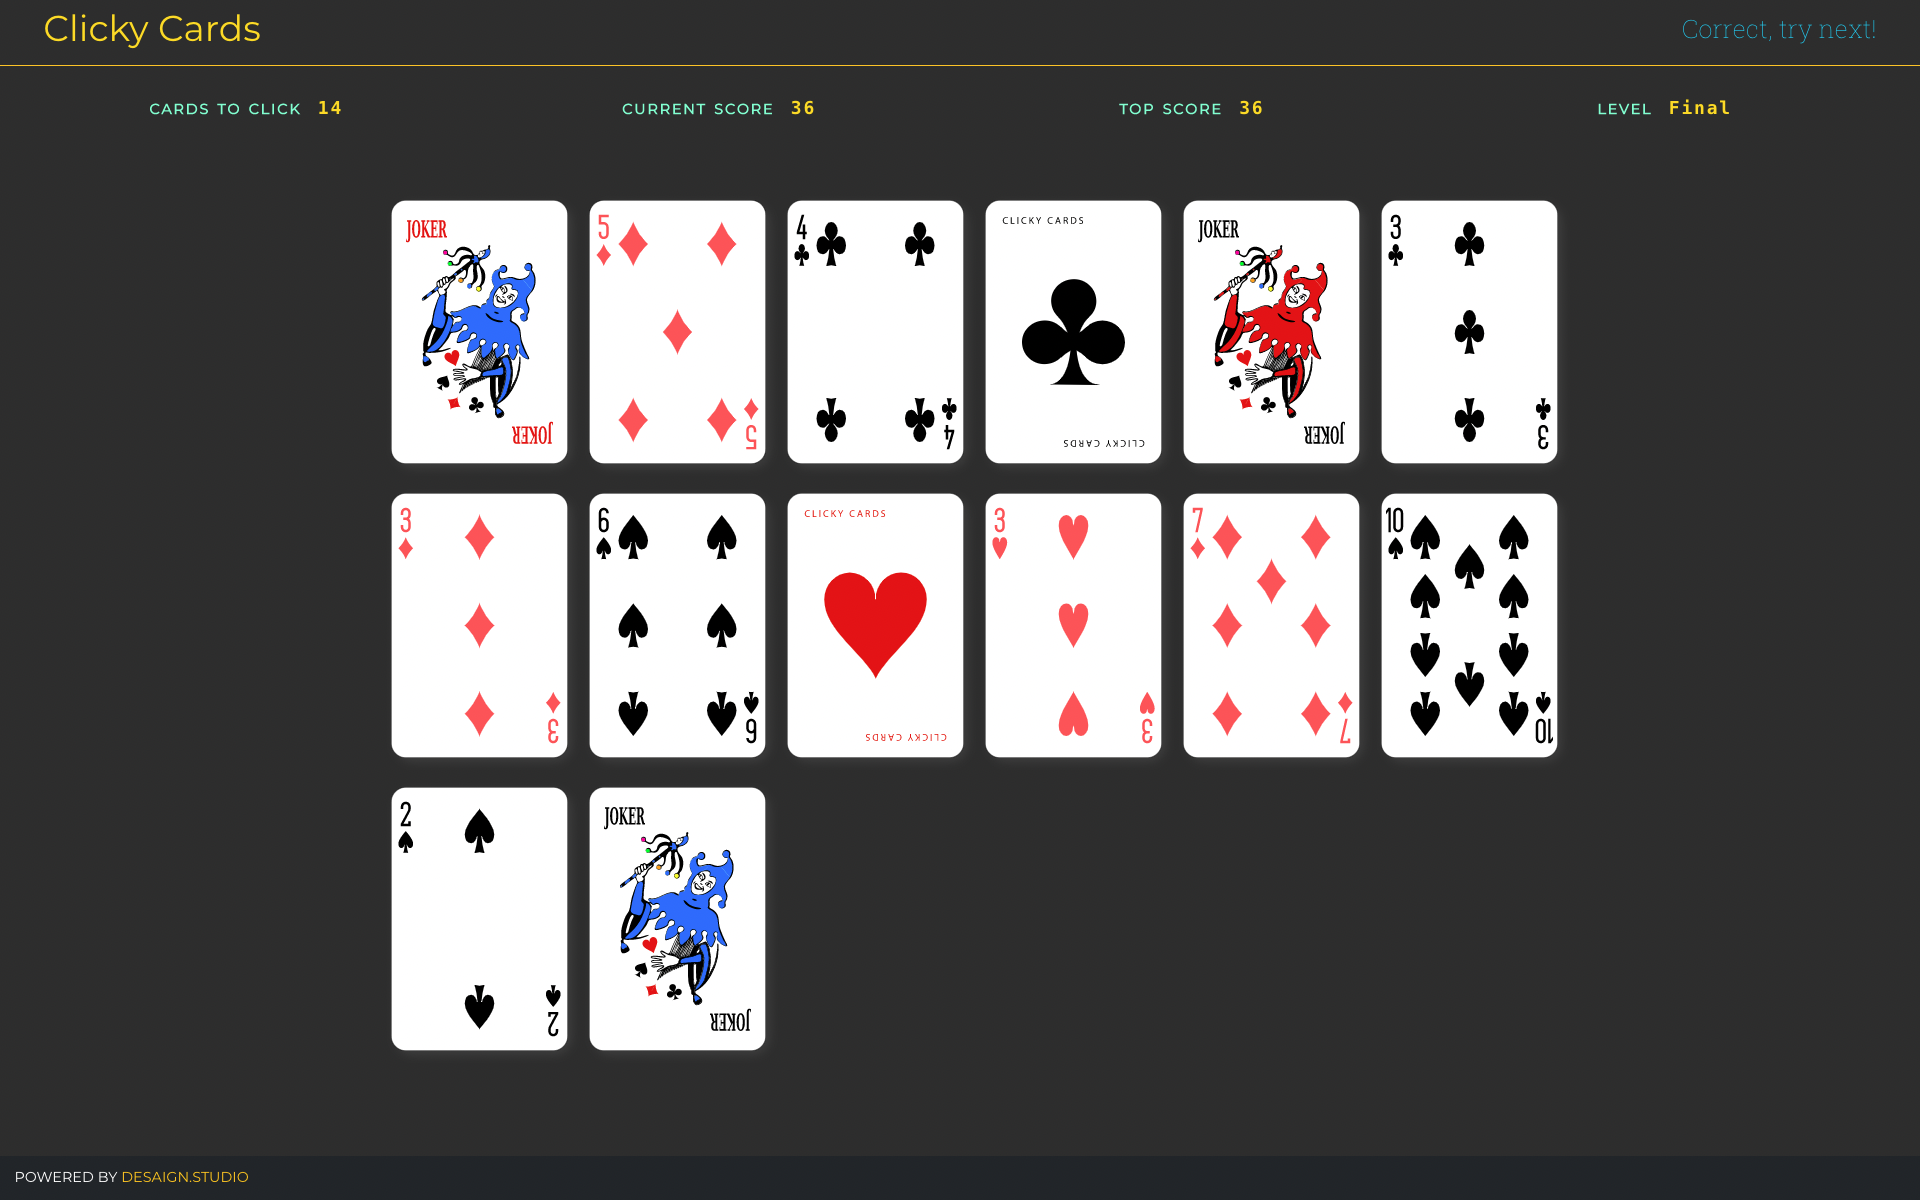 Clicky Cards
Correct, try next!
CARDS TO CLICK 14
CURRENT SCORE 36
TOP SCORE 36
LEVEL Final
JOKER
JOKER
5
5
4
4
CLICKY CARDS
CLICKY CARDS
JOKER
JOKER
3
3
3
3
6
6
CLICKY CARDS
CLICKY CARDS
3
3
7
7
10
10
2
2
JOKER
JOKER
POWERED BY DESAIGN.STUDIO